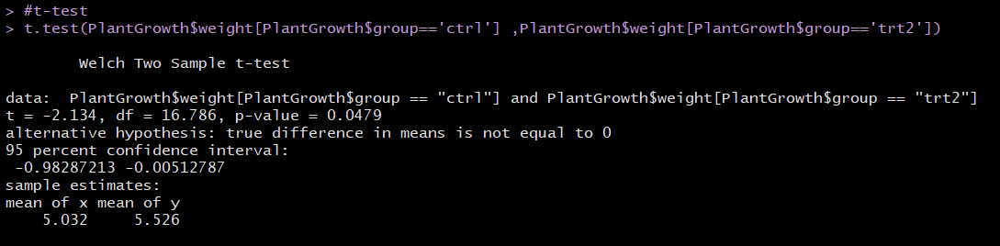 > #t-test
> t.test(PlantGrowth$weight[PlantGrowth$group=='ctrl'] ,PlantGrowth$weight[PlantGrowth$group=='trt2'])
Welch Two Sample t-test
data:  PlantGrowth$weight[PlantGrowth$group == "ctrl"] and PlantGrowth$weight[PlantGrowth$group == "trt2"]
t = -2.134, df = 16.786, p-value = 0.0479
alternative hypothesis: true difference in means is not equal to 0
95 percent confidence interval:
-0.98287213 -0.00512787
sample estimates:
mean of x mean of y
5.032     5.526